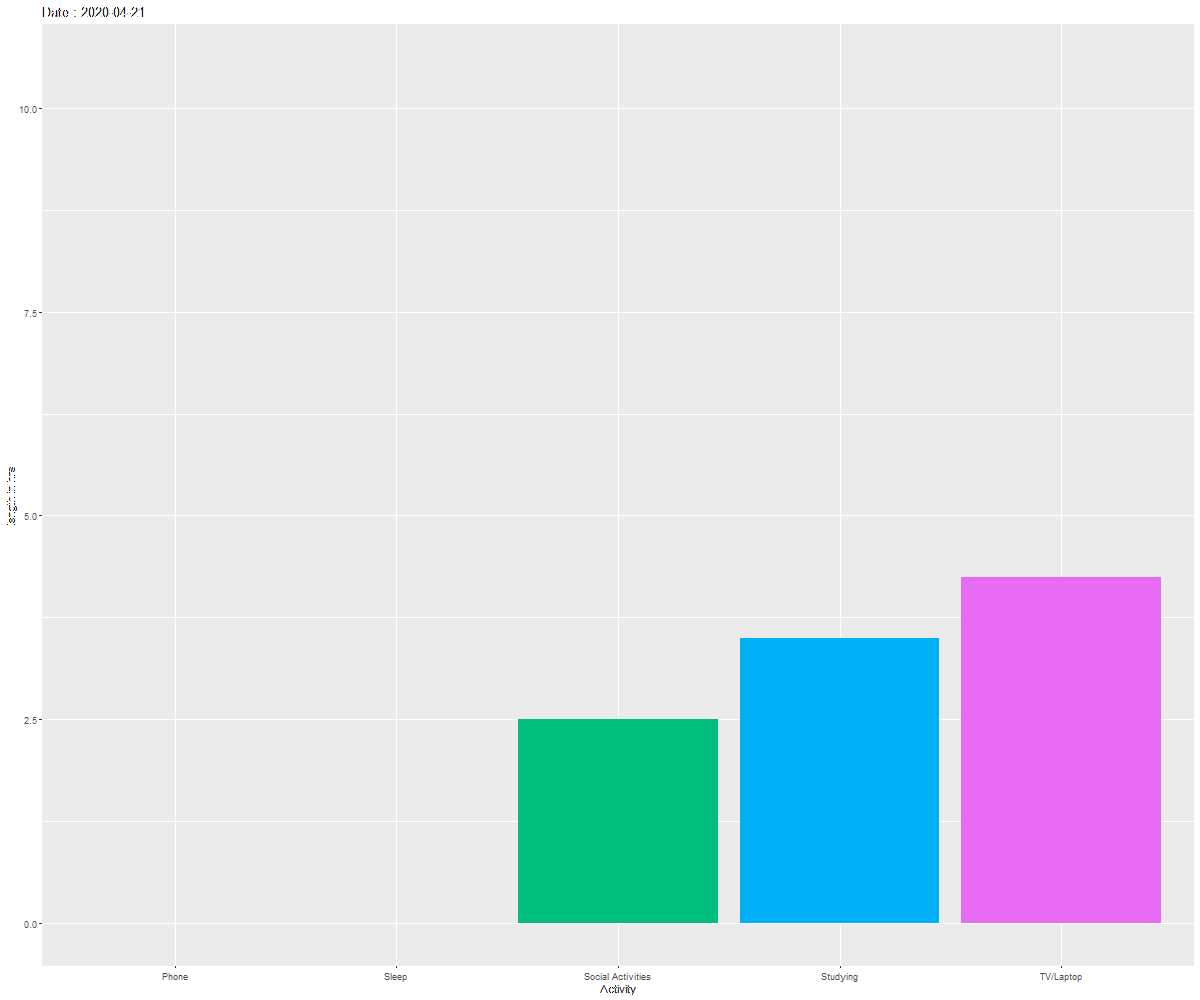 Date : 2020-04-21
10.0
7.5
5.0
2.5
0.0
Phone
Sleep
Social Activities
Studying
TV/Laptop
Activity